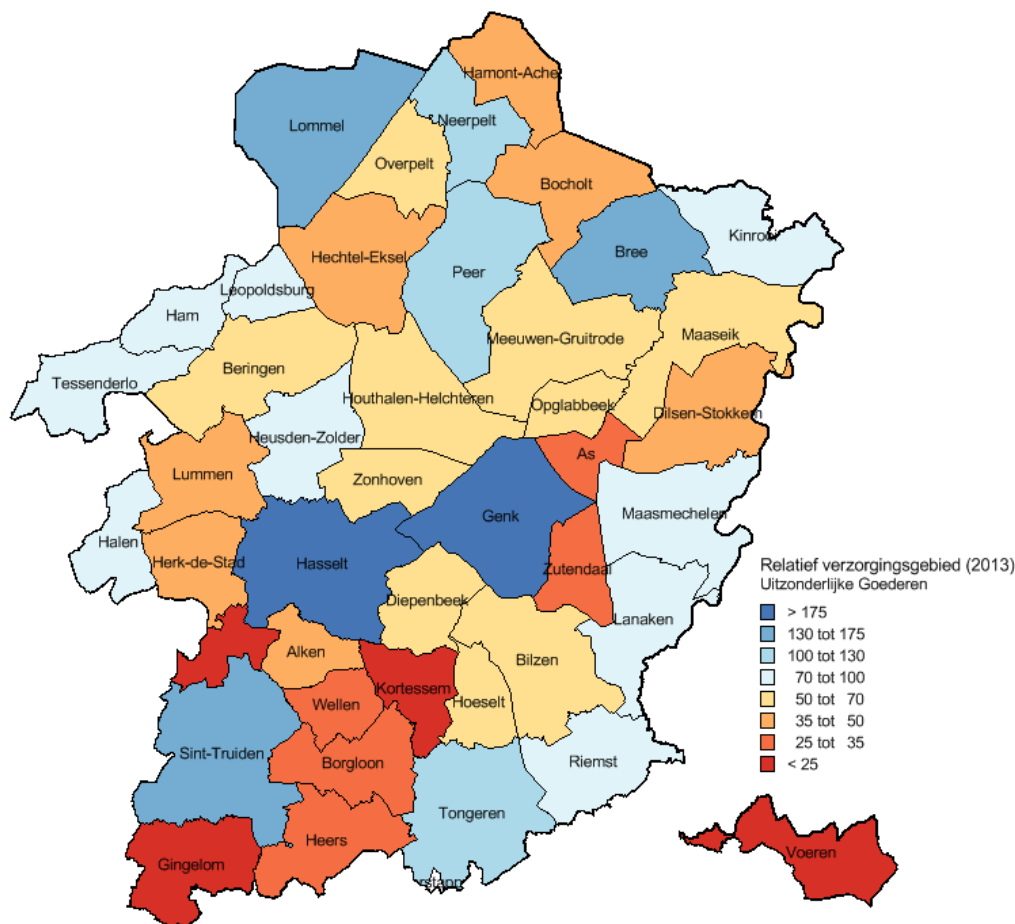 Hamont-Ache
Neerpelt
Lommel
Overpelt
Bocholt
Kinrooi
Bree
Hechtel-Eksel
Peer
Leopoldsburg
Ham
Maaseik
Meeuwen-Gruitrode
Beringen
Tessenderlo
Houthalen-Helchteren
Opglabbeek
Dilsen-Stokkem
Heusden-Zolder
As
Lummen
Zonhoven
Maasmechelen
Genk
Halen
Herk-de-Stad
Hasselt
Zutendaal
Relatief verzorgingsgebied (2013)
Uitzonderlijke Goederen
> 175
130 tot 175
100 tot 130
70 tot 100
50 tot 70
35 tot 50
25 tot 35
< 25
Diepenbeek
Lanaken
Alken
Bilzen
Kortessem
Hoeselt
Wellen
Sint-Truiden
Borgloon
Riemst
Tongeren
Heers
Voeren
Gingelom